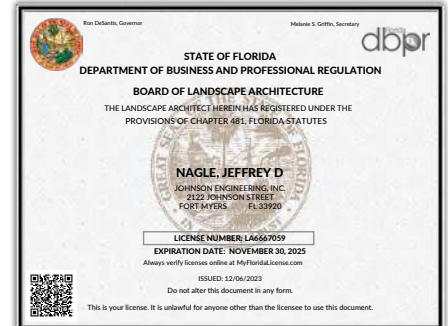 Ron DeSantis, Governor
Melanie S. Griffin, Secretary
Florida
dbpr
STATE OF FLORIDA
DEPARTMENT OF BUSINESS AND PROFESSIONAL REGULATION
BOARD OF LANDSCAPE ARCHITECTURE
THE LANDSCAPE ARCHITECT HEREIN HAS REGISTERED UNDER THE
PROVISIONS OF CHAPTER 481, FLORIDA STATUTES
NAGLE, JEFFREY D
JOHNSON ENGINEERING, INC.
2122 JOHNSON STREET
FORT MYERS FL 33920
LICENSE NUMBER: LA6667059
EXPIRATION DATE: NOVEMBER 30, 2025
Always verify licenses online at MyFloridaLicense.com
ISSUED: 12/06/2023
Do not alter this document in any form.
This is your license. It is unlawful for anyone other than the licensee to use this document.